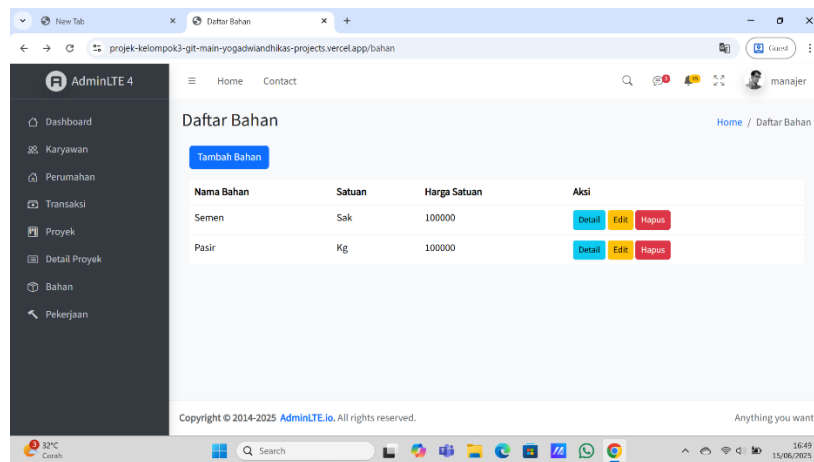 New Tab
Daftar Bahan
projek-kelompok3-git-main-yogadwiandhikas-projects.vercel.app/bahan
Guest
AdminLTE 4
Home Contact
3
15
manajer
Dashboard
Karyawan
Perumahan
Transaksi
Proyek
Detail Proyek
Bahan
Pekerjaan
Daftar Bahan
Home / Daftar Bahan
Tambah Bahan
Nama Bahan Satuan Harga Satuan Aksi
Semen Sak 100000 Detail Edit Hapus
Pasir Kg 100000 Detail Edit Hapus
Copyright © 2014-2025 AdminLTE.io. All rights reserved.
Anything you want
3
32°C
Cerah
Search
16:49
15/06/2025